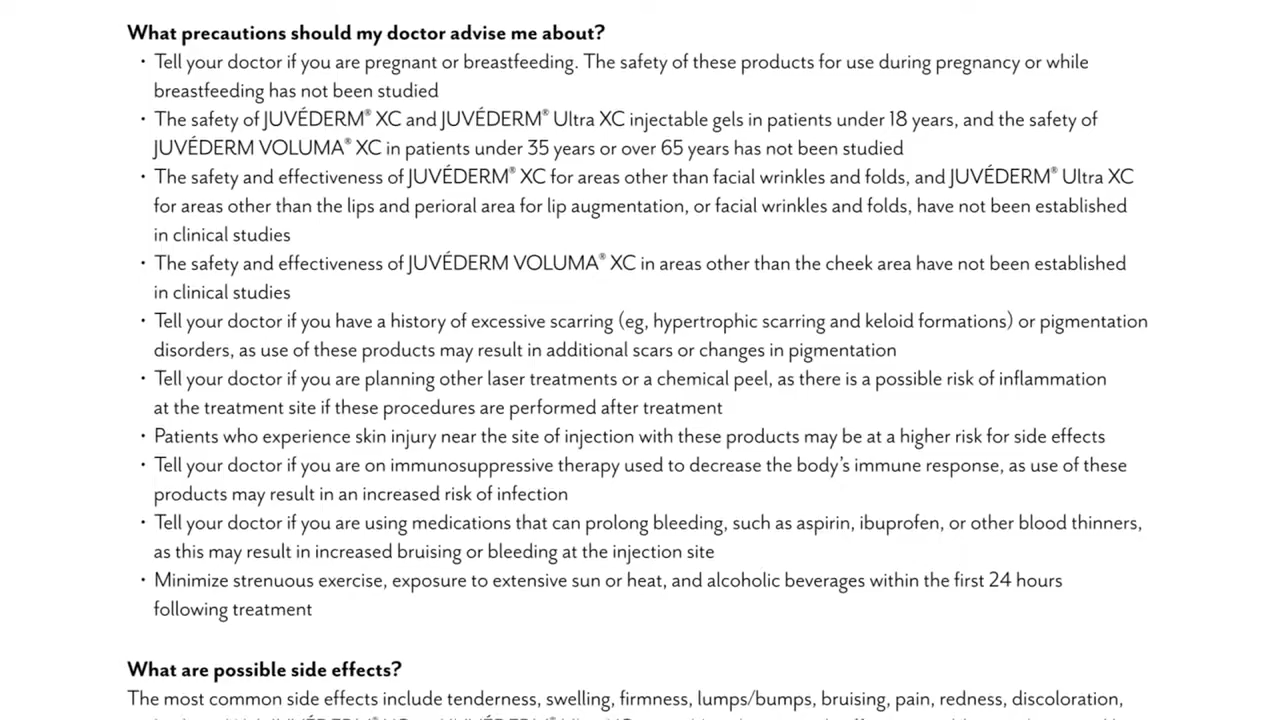 What precautions should my doctor advise me about?
• Tell your doctor if you are pregnant or breastfeeding. The safety of these products for use during pregnancy or while
breastfeeding has not been studied
• The safety of JUVÉDERM® XC and JUVÉDERM® Ultra XC injectable gels in patients under 18 years, and the safety of
JUVÉDERM VOLUMA® XC in patients under 35 years or over 65 years has not been studied
• The safety and effectiveness of JUVÉDERM® XC for areas other than facial wrinkles and folds, and JUVÉDERM® Ultra XC
for areas other than the lips and perioral area for lip augmentation, or facial wrinkles and folds, have not been established
in clinical studies
• The safety and effectiveness of JUVÉDERM VOLUMA® XC in areas other than the cheek area have not been established
in clinical studies
• Tell your doctor if you have a history of excessive scarring (eg, hypertrophic scarring and keloid formations) or pigmentation
disorders, as use of these products may result in additional scars or changes in pigmentation
• Tell your doctor if you are planning other laser treatments or a chemical peel, as there is a possible risk of inflammation
at the treatment site if these procedures are performed after treatment
• Patients who experience skin injury near the site of injection with these products may be at a higher risk for side effects
• Tell your doctor if you are on immunosuppressive therapy used to decrease the body's immune response, as use of these
products may result in an increased risk of infection
• Tell your doctor if you are using medications that can prolong bleeding, such as aspirin, ibuprofen, or other blood thinners,
as this may result in increased bruising or bleeding at the injection site
• Minimize strenuous exercise, exposure to extensive sun or heat, and alcoholic beverages within the first 24 hours
following treatment
What are possible side effects?
The most common side effects include tenderness, swelling, firmness, lumps/bumps, bruising, pain, redness, discoloration,